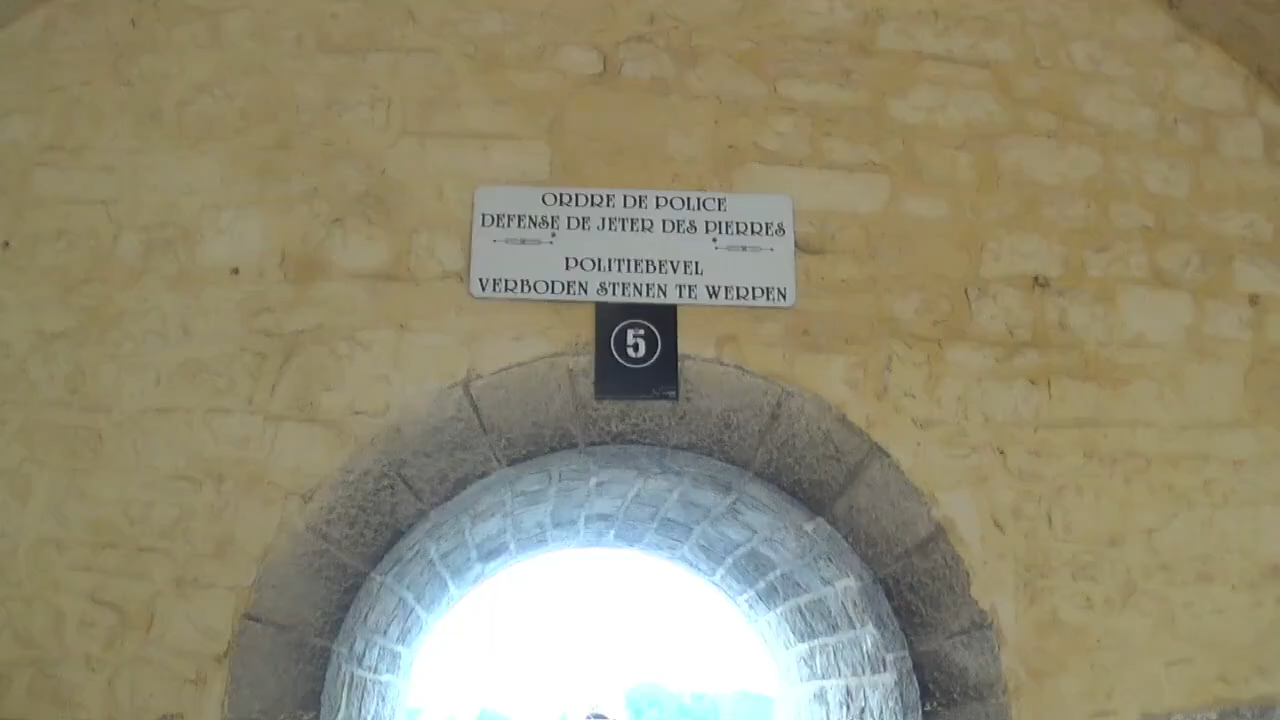 ORDRE DE POLICE
DEFENSE DE JETER DES PIERRES
POLITIEBEVEL
VERBODEN STENEN TE WERPEN
5